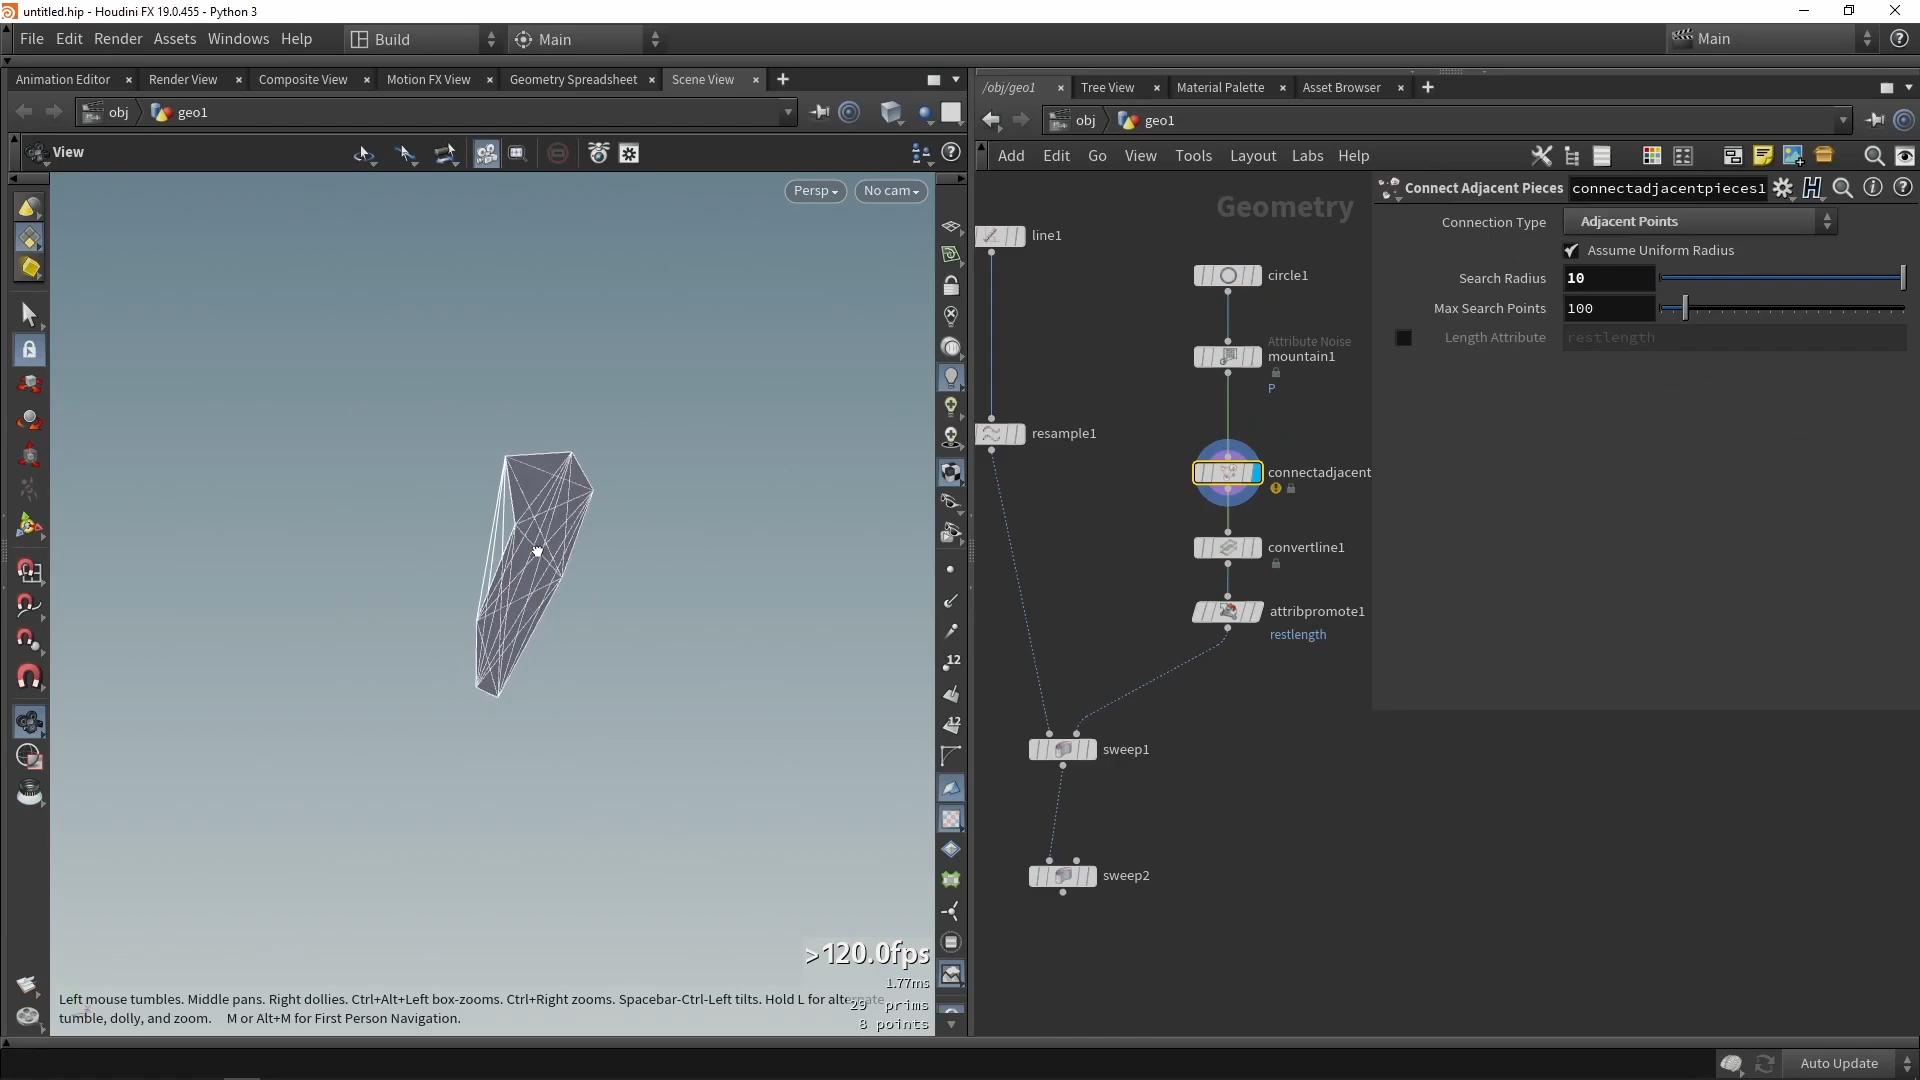 untitled.hip - Houdini FX 19.0.455 - Python 3
File Edit Render Assets Windows Help Build Main Main
Animation Editor Render View Composite View Motion FX View Geometry Spreadsheet Scene View
obj geo1
View
Persp No cam
>120.0fps
1.77ms
29 prims
8 points
Left mouse tumbles. Middle pans. Right dollies. Ctrl+Alt+Left box-zooms. Ctrl+Right zooms. Spacebar-Ctrl-Left tilts. Hold L for alternate
tumble, dolly, and zoom. M or Alt+M for First Person Navigation.
12
12
/obj/geo1 Tree View Material Palette Asset Browser
obj geo1
Add Edit Go View Tools Layout Labs Help
Geometry
line1
circle1
Attribute Noise
mountain1
P
resample1
connectadjacent
convertline1
attribpromote1
restlength
sweep1
sweep2
Connect Adjacent Pieces connectadjacentpieces1
Connection Type Adjacent Points
Assume Uniform Radius
Search Radius 10
Max Search Points 100
Length Attribute restlength
Auto Update